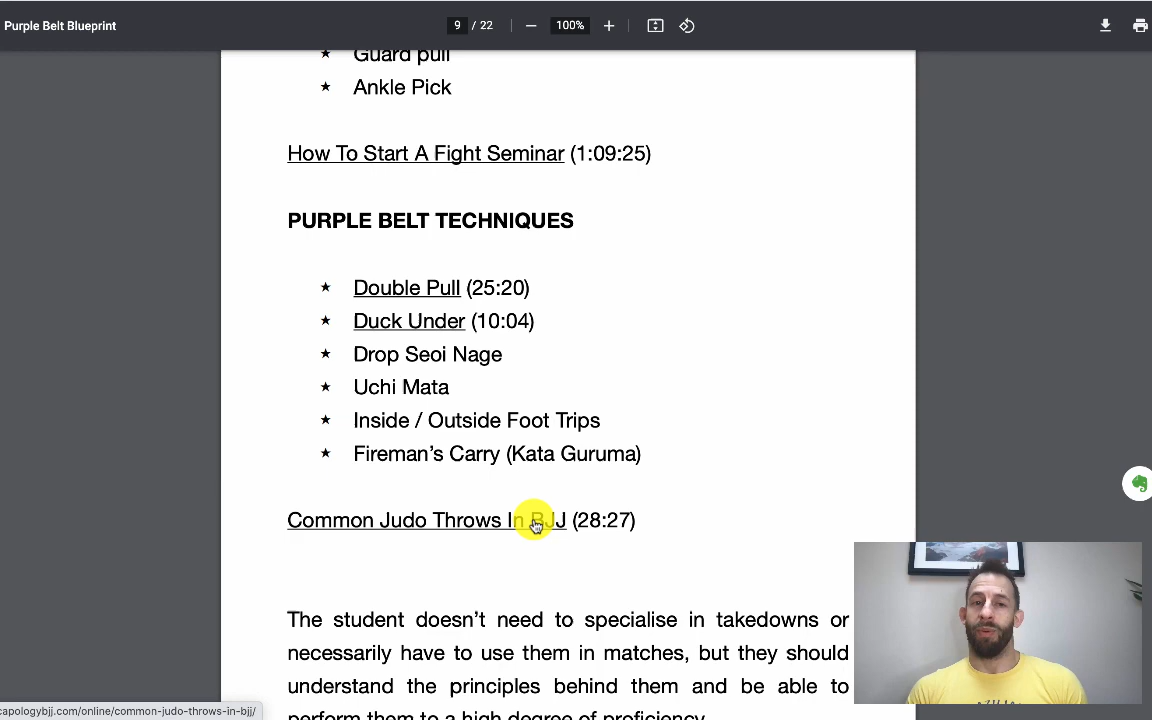 Purple Belt Blueprint
9 / 22
100%
Guard pull
★ Ankle Pick
How To Start A Fight Seminar (1:09:25)
PURPLE BELT TECHNIQUES
★ Double Pull (25:20)
★ Duck Under (10:04)
★ Drop Seoi Nage
★ Uchi Mata
★ Inside / Outside Foot Trips
★ Fireman’s Carry (Kata Guruma)
Common Judo Throws In BJJ (28:27)
The student doesn’t need to specialise in takedowns or
necessarily have to use them in matches, but they should
understand the principles behind them and be able to
perform them to a high degree of proficiency.
capologybjj.com/online/common-judo-throws-in-bjj/